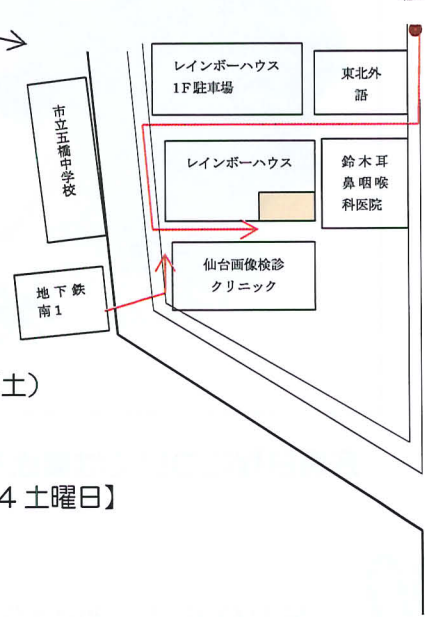 レインボーハウス
1F駐車場
東北外
語
市立五橋中学校
レインボーハウス
鈴木耳
鼻咽喉
科医院
仙台画像検診
クリニック
地下鉄
南1
土）
4土曜日】